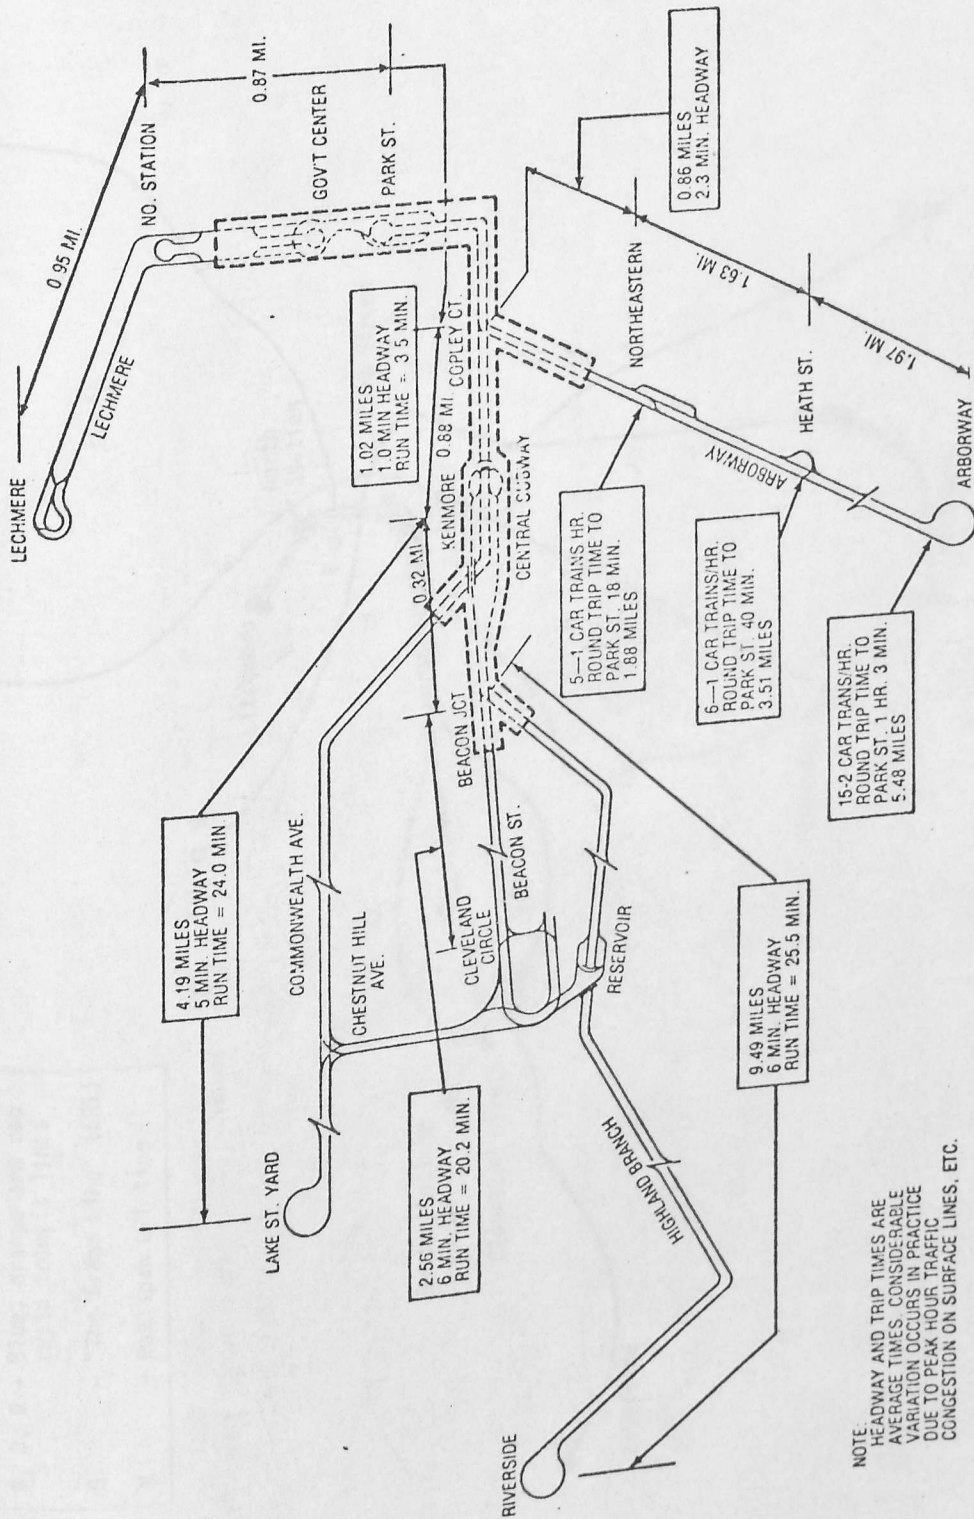 LECHMERE
0.95 MI.
NO. STATION
0.87 MI.
LECHMERE
GOV'T CENTER
PARK ST.
1.02 MILES
1.0 MIN HEADWAY
RUN TIME = 3 5 MIN.
0.88 MI.
COPLEY CT.
0.86 MILES
2.3 MIN. HEADWAY
4.19 MILES
5 MIN. HEADWAY
RUN TIME = 24.0 MIN.
KENMORE
0.32 MI.
CENTRAL SUBWAY
NORTHEASTERN
1.63 MI.
COMMONWEALTH AVE.
BEACON JCT
5—1 CAR TRAINS HR.
ROUND TRIP TIME TO
PARK ST. 18 MIN.
1.88 MILES
ARBORWAY
HEATH ST.
1.97 MI.
CHESTNUT HILL
AVE.
CLEVELAND
CIRCLE
BEACON ST.
6—1 CAR TRAINS/HR.
ROUND TRIP TIME TO
PARK ST. 40 MIN.
3.51 MILES
ARBORWAY
15-2 CAR TRANS/HR.
ROUND TRIP TIME TO
PARK ST. 1 HR. 3 MIN.
5.48 MILES
LAKE ST. YARD
2.56 MILES
6 MIN. HEADWAY
RUN TIME = 20.2 MIN.
RESERVOIR
9.49 MILES
6 MIN. HEADWAY
RUN TIME = 25.5 MIN.
HIGHLAND BRANCH
RIVERSIDE
NOTE:
HEADWAY AND TRIP TIMES ARE
AVERAGE TIMES. CONSIDERABLE
VARIATION OCCURS IN PRACTICE
DUE TO PEAK HOUR TRAFFIC
CONGESTION ON SURFACE LINES, ETC.